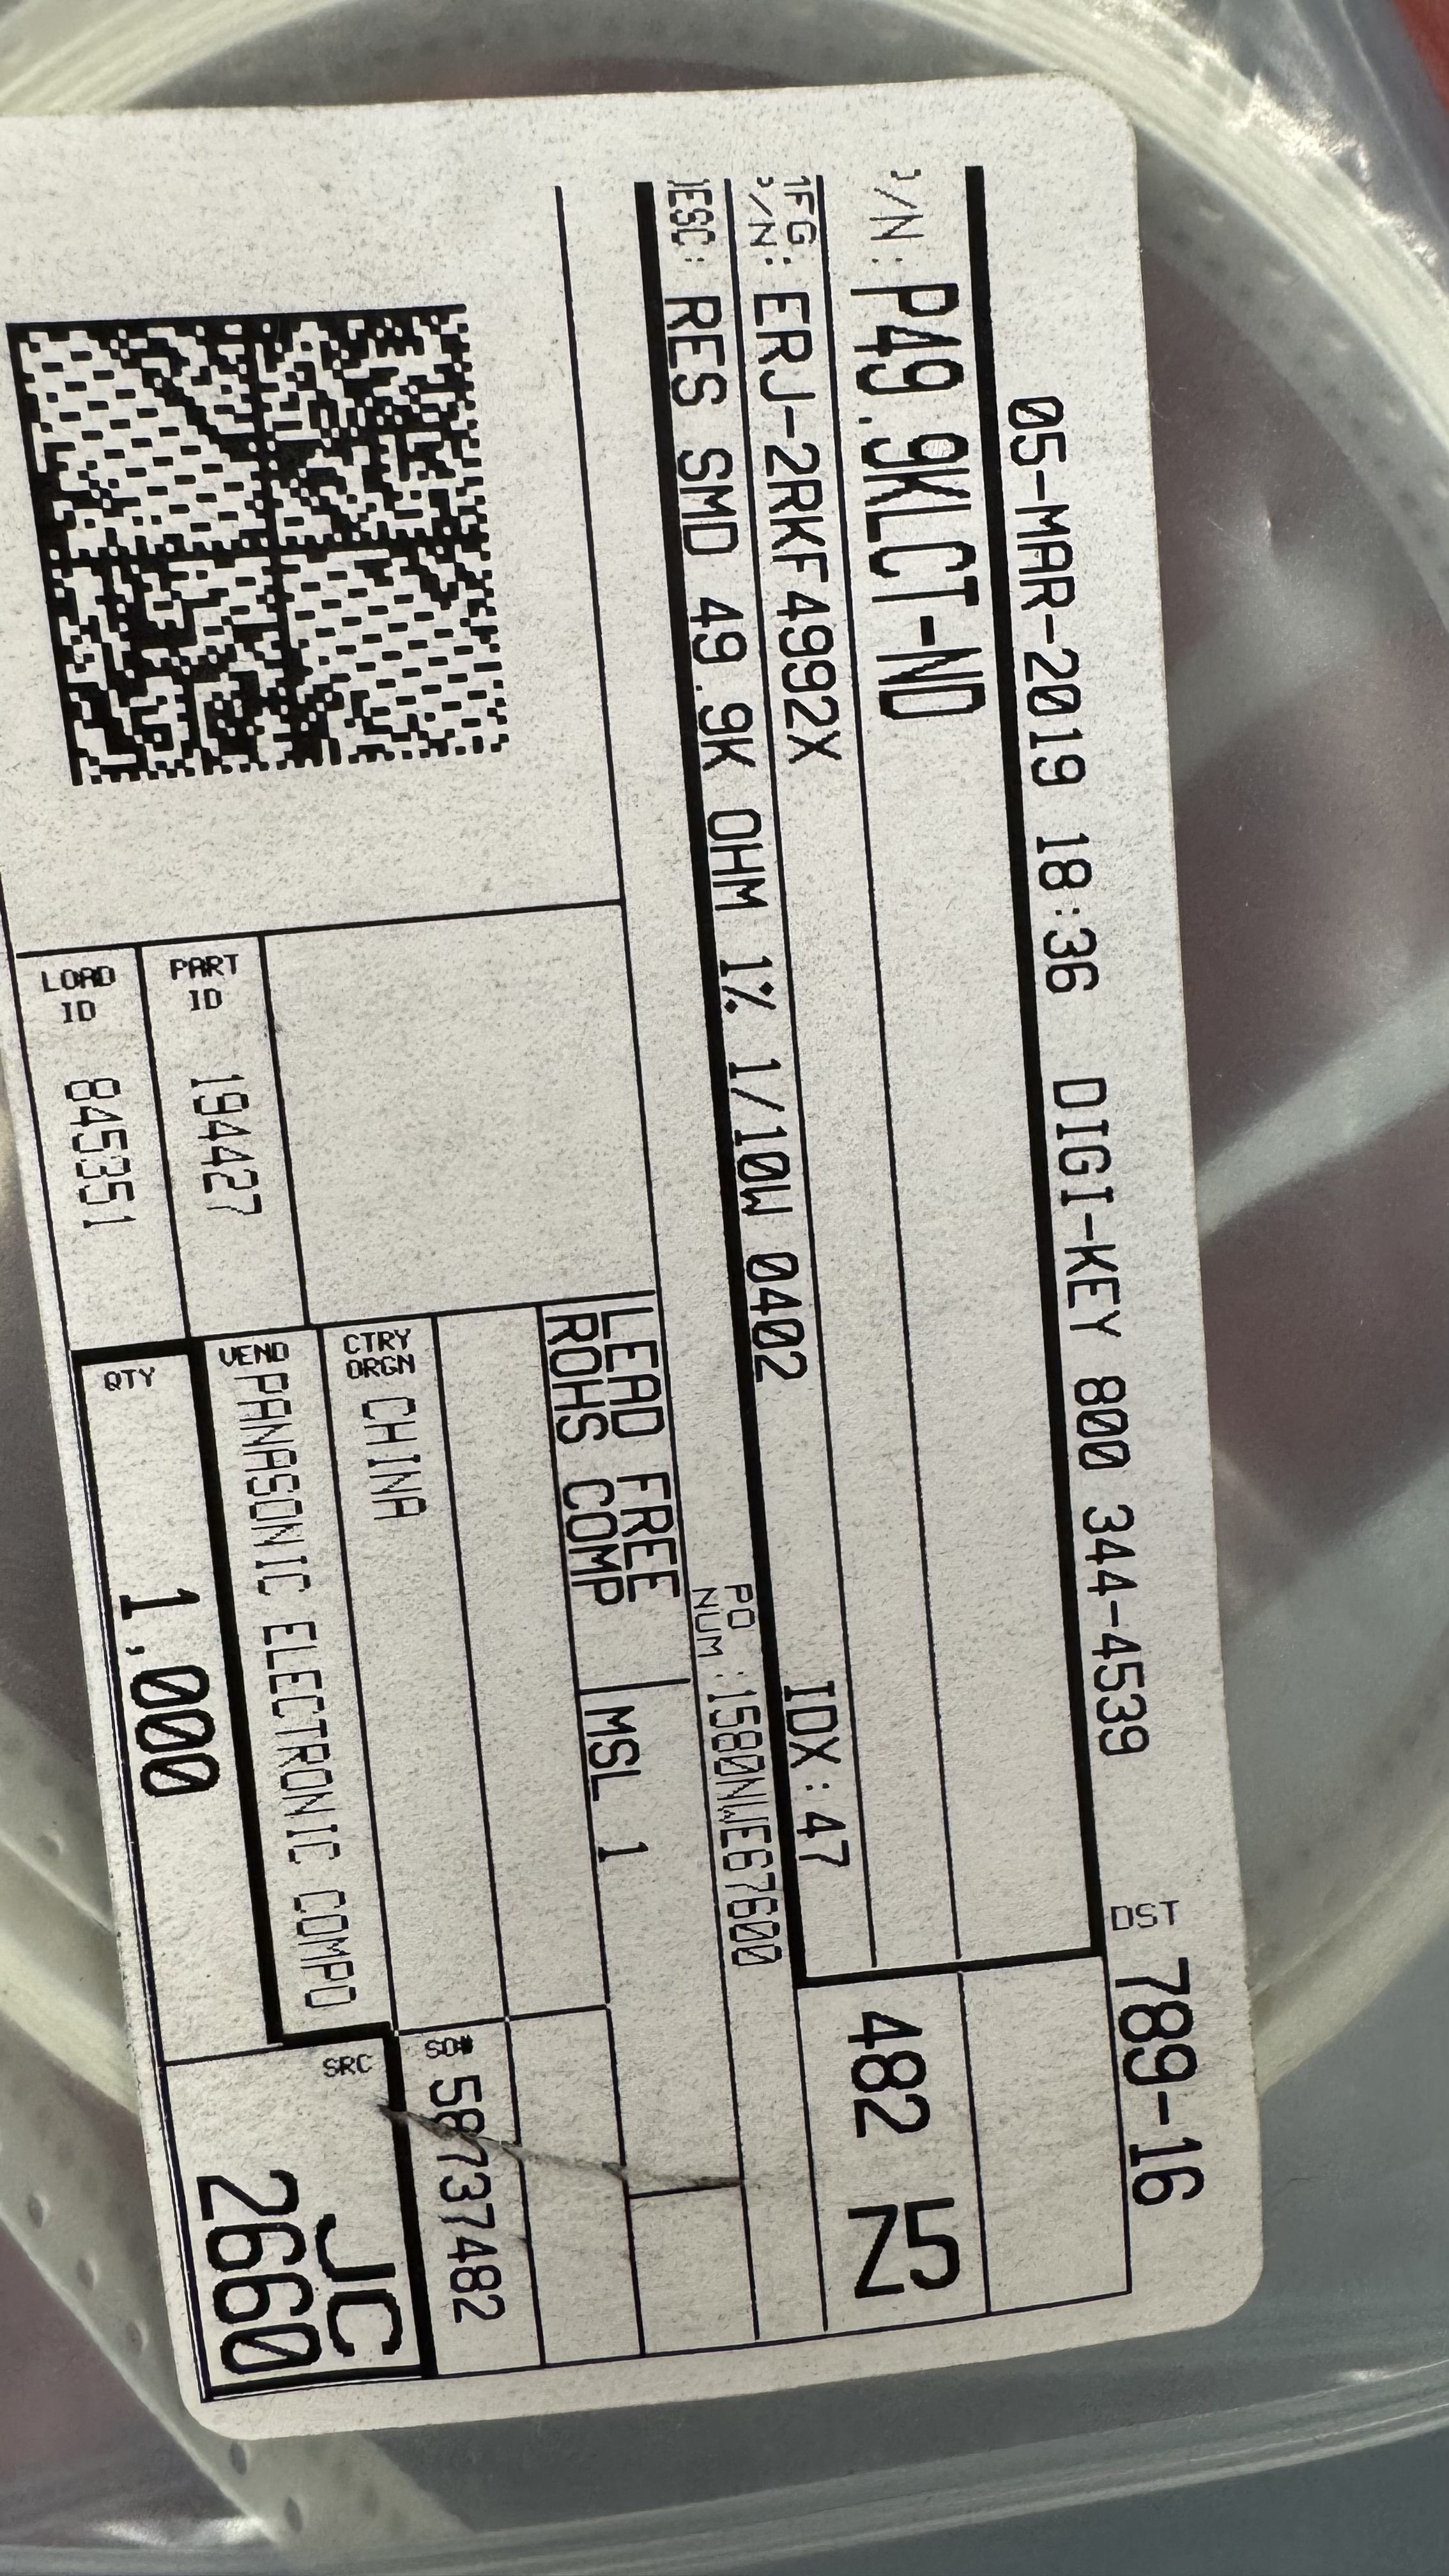 05-MAR-2019 18:36 DIGI-KEY 800 344-4539 DST 789-16
P/N: P49.9KLCT-ND
482 Z5
MFG P/N: ERJ-2RKF4992X IDX:47
DESC: RES SMD 49.9K OHM 1% 1/10W 0402
PO NUM: 1580NWE67600
LEAD FREE
ROHS COMP
MSL 1
CTRY ORGN CHINA
SO# 58737482
PART ID 194427
VEND PANASONIC ELECTRONIC COMPO
LOAD ID 845351
QTY 1,000
SRC JC
2660